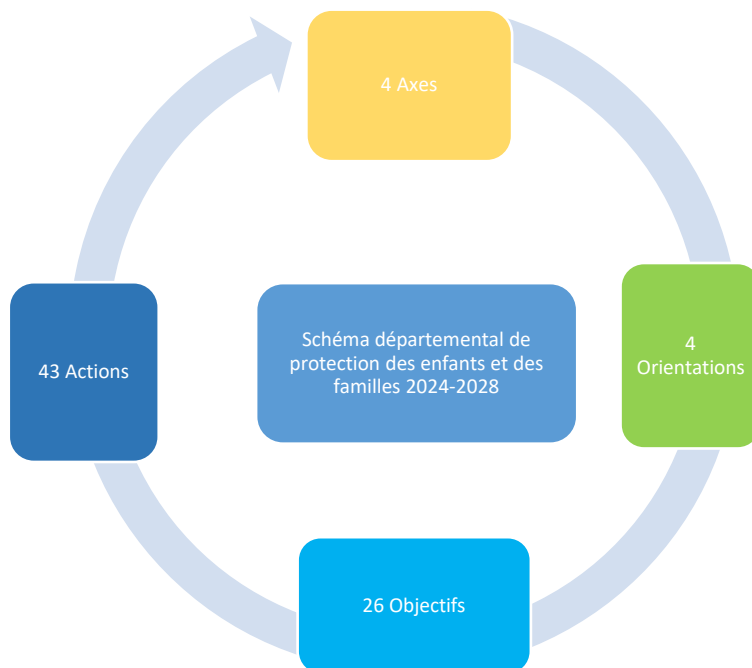 4 Axes
Schéma départemental de
protection des enfants et des
familles 2024-2028
4
Orientations
43 Actions
26 Objectifs